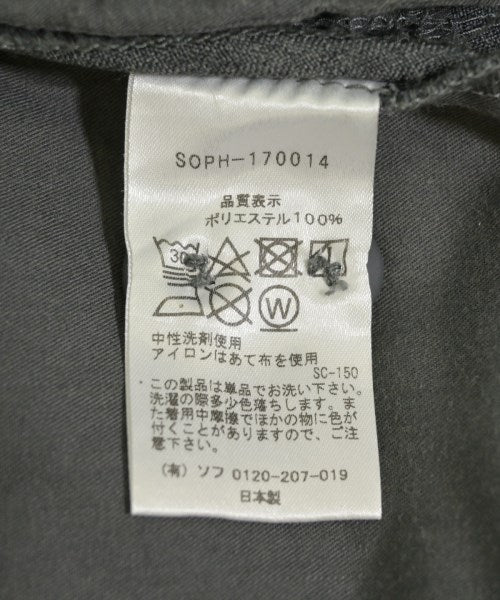 SOPH-170014
品質表示
ポリエステル100%
30
W
中性洗剤使用
アイロンはあて布を使用
SC-150
・この製品は単品でお洗い下さい。
洗濯の際多少色落ちします。ま
た着用中摩擦でほかの物に色が
付くことがありますので、ご注
意下さい。
(有)ソフ 0120-207-019
日本製